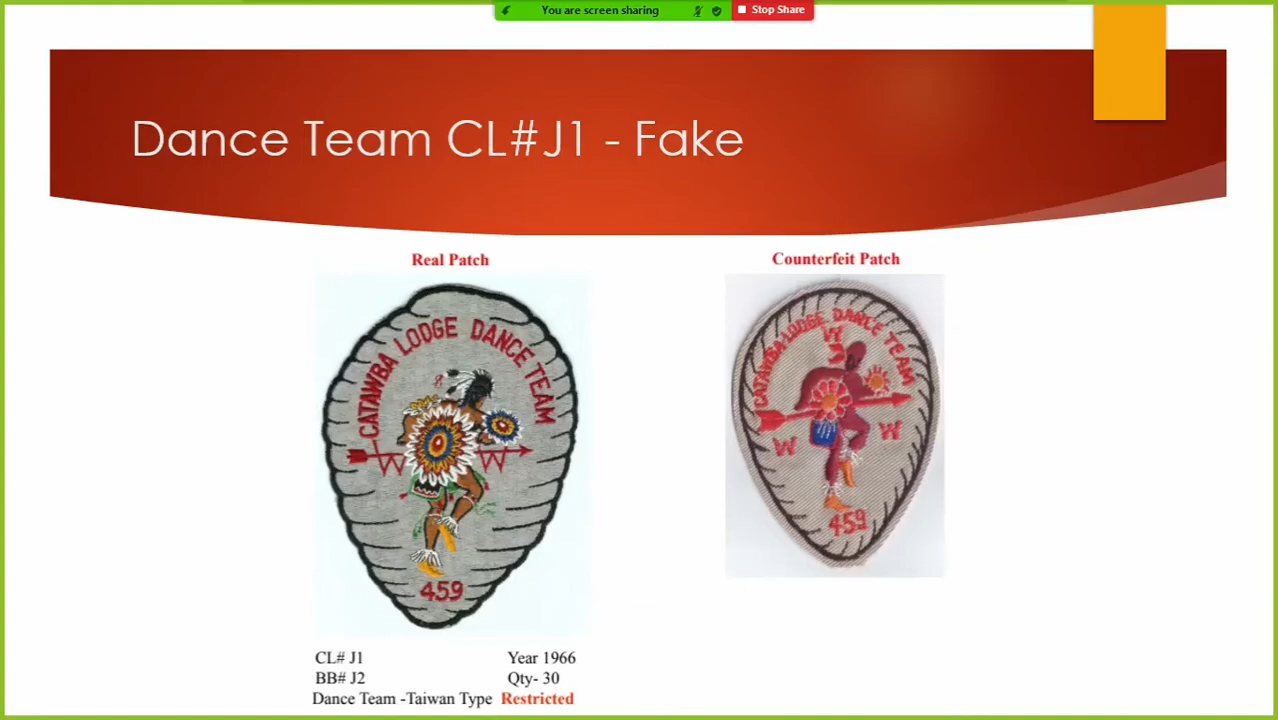 You are screen sharing
Stop Share
Dance Team CL#J1 - Fake
Real Patch
Counterfeit Patch
CATAWBA LODGE DANCE TEAM
W W
459
CATAWBA LODGE DANCE TEAM
W
W W
459
CL# J1 Year 1966
BB# J2 Qty- 30
Dance Team -Taiwan Type Restricted